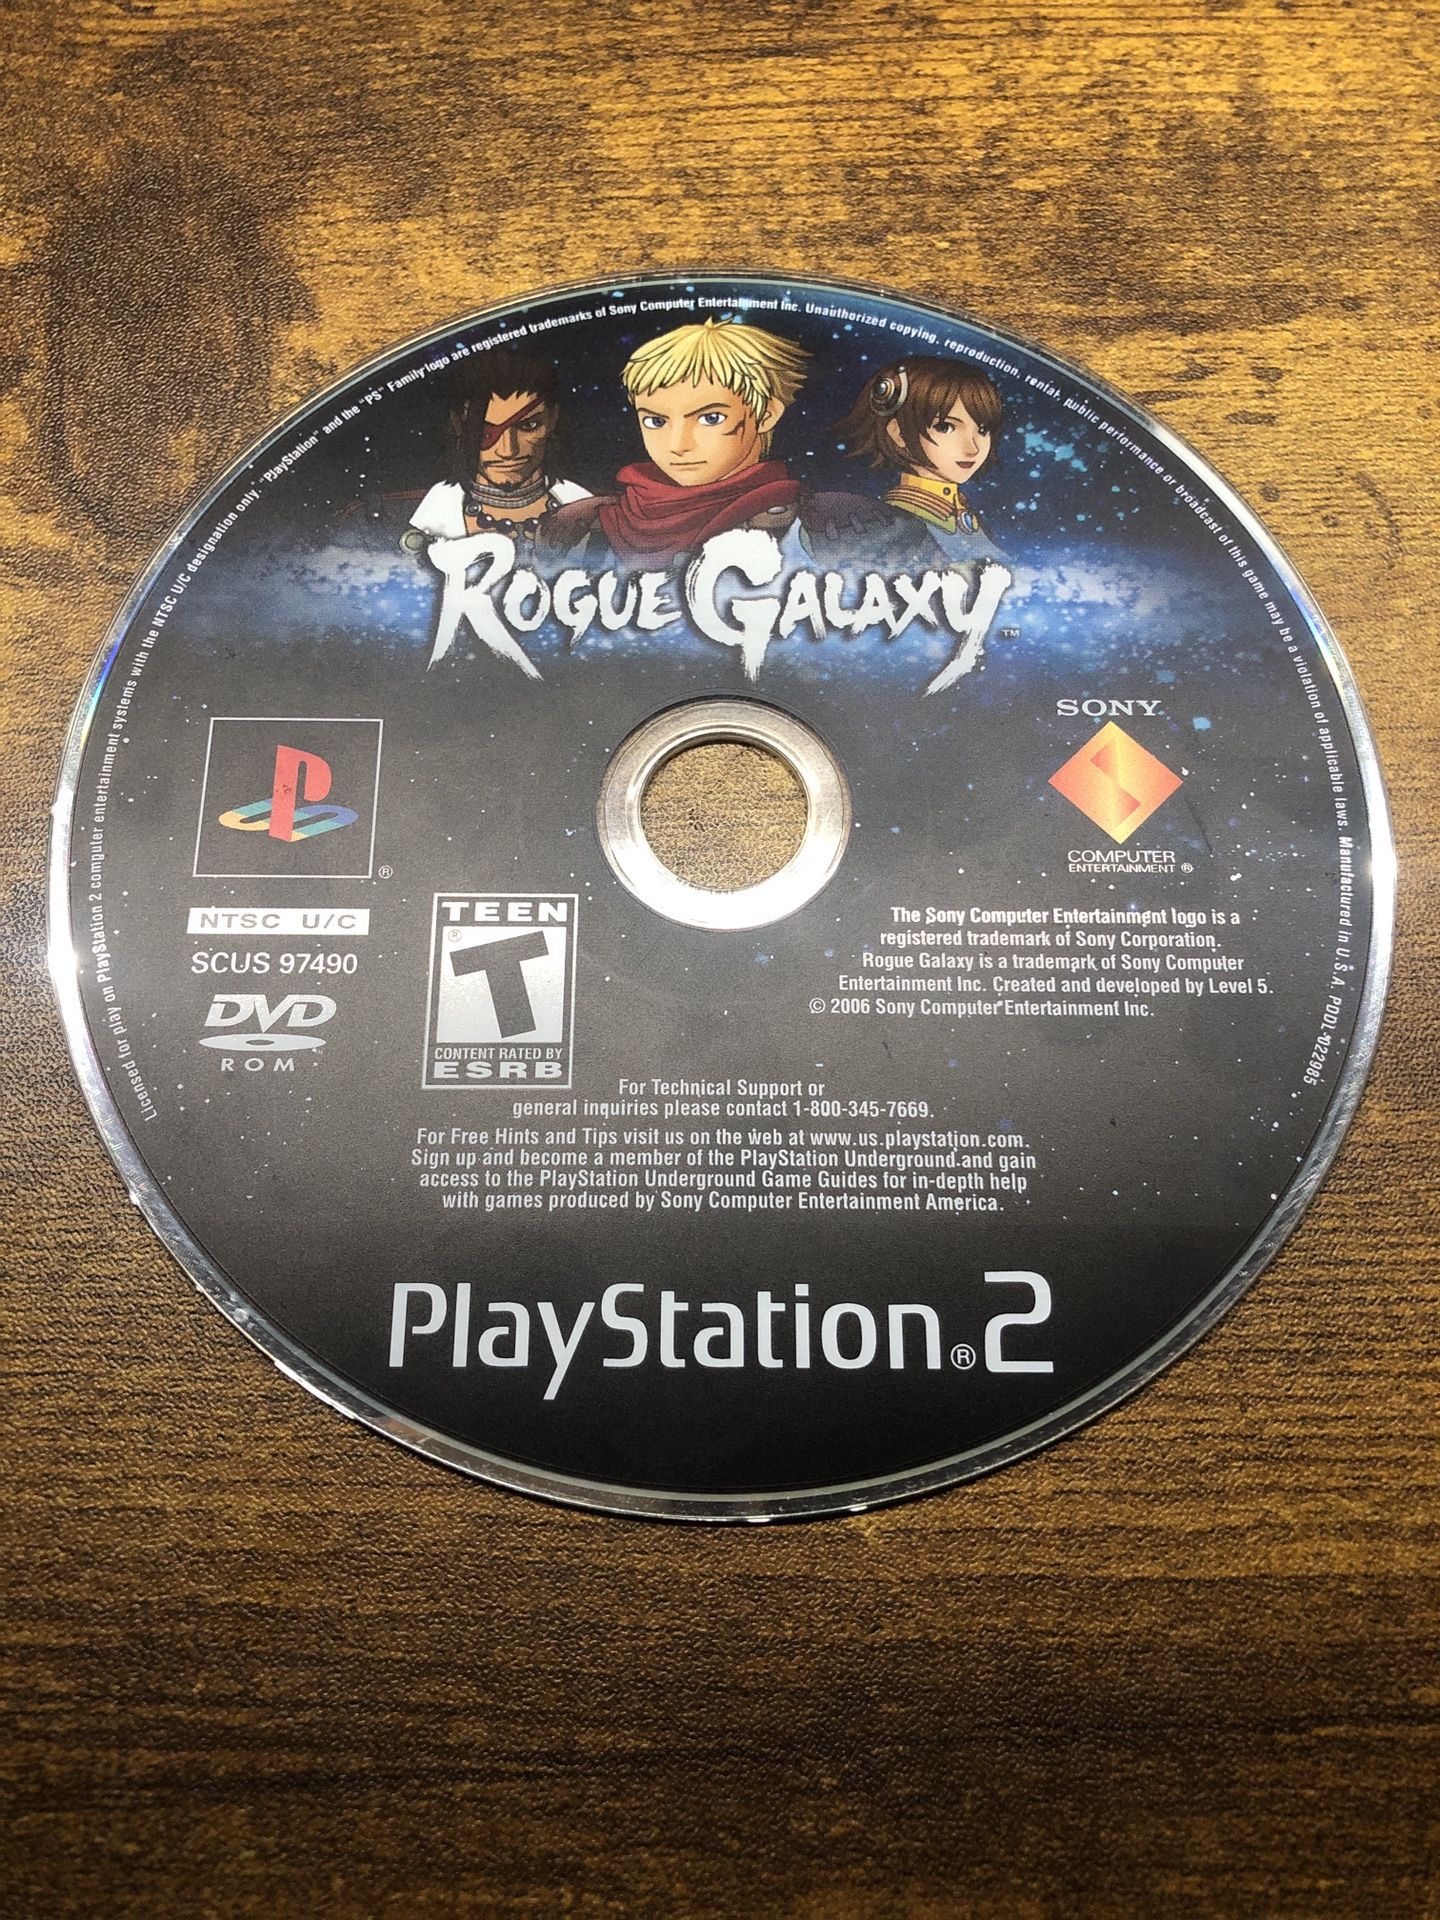 Licensed for play on PlayStation 2 computer entertainment systems with the NTSC U/C designation only. "PlayStation" and the "PS" Family logo are registered trademarks of Sony Computer Entertainment Inc. Unauthorized copying, reproduction, rental, public performance or broadcast of this game may be a violation of applicable laws. Manufactured in U.S.A. PDDL-1022985
ROGUE GALAXY™
SONY
COMPUTER
ENTERTAINMENT ®
®
NTSC U/C
SCUS 97490
DVD
ROM™
TEEN
®
T
CONTENT RATED BY
ESRB
The Sony Computer Entertainment logo is a
registered trademark of Sony Corporation.
Rogue Galaxy is a trademark of Sony Computer
Entertainment Inc. Created and developed by Level 5.
© 2006 Sony Computer Entertainment Inc.
For Technical Support or
general inquiries please contact 1-800-345-7669.
For Free Hints and Tips visit us on the web at www.us.playstation.com.
Sign up and become a member of the PlayStation Underground and gain
access to the PlayStation Underground Game Guides for in-depth help
with games produced by Sony Computer Entertainment America.
PlayStation®2